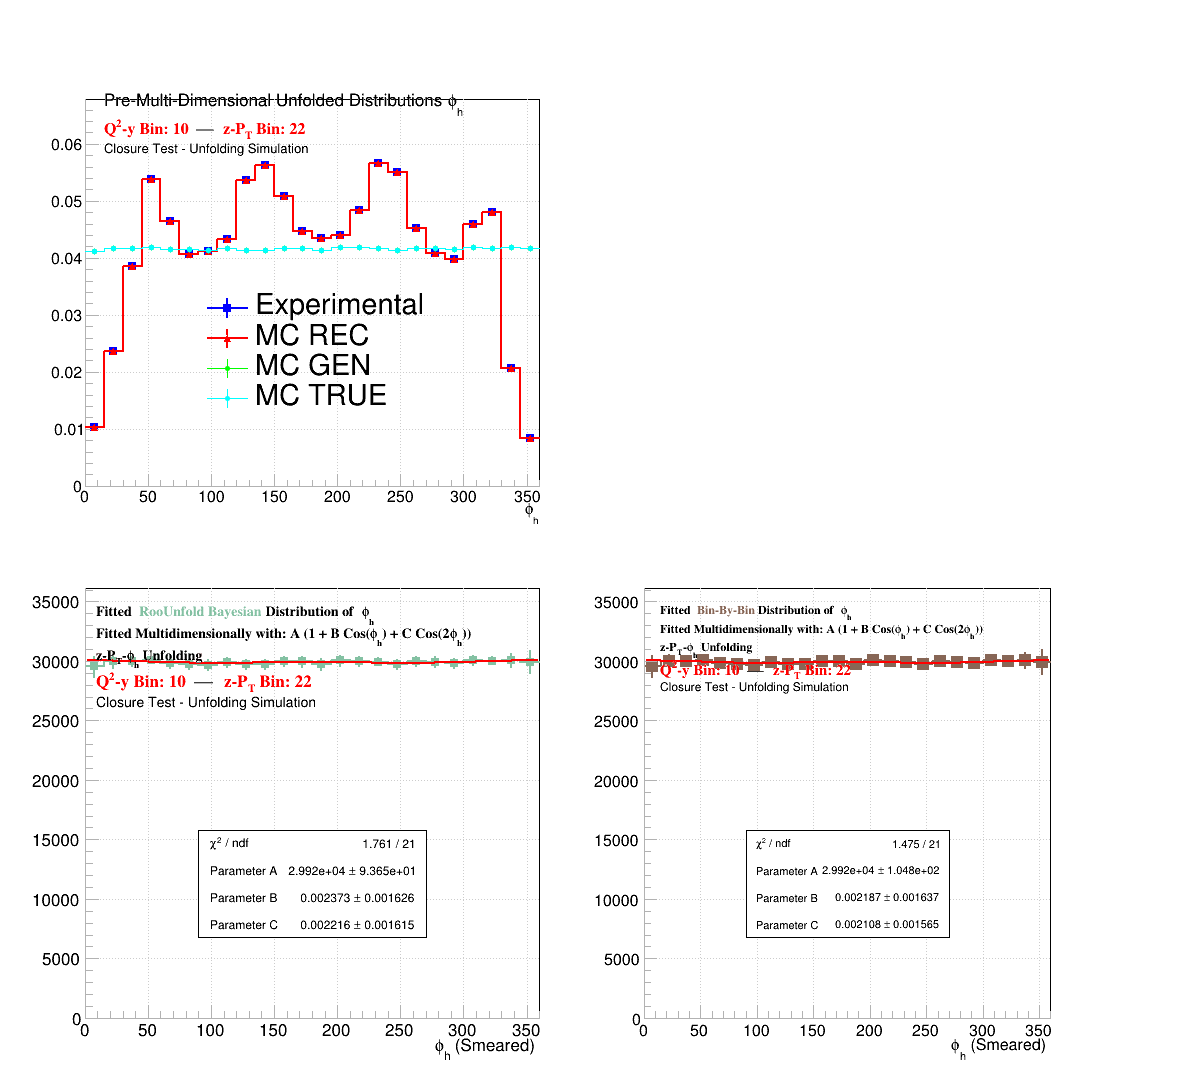 Pre-Multi-Dimensional Unfolded Distributions ϕh
Q2-y Bin: 10 — z-PT Bin: 22
Closure Test - Unfolding Simulation
0.06
0.05
0.04
0.03
0.02
0.01
0
Experimental
MC REC
MC GEN
MC TRUE
0 50 100 150 200 250 300 350
ϕh
Fitted RooUnfold Bayesian Distribution of ϕh
Fitted Multidimensionally with: A (1 + B Cos(ϕh) + C Cos(2ϕh))
z-PT-ϕh Unfolding
Q2-y Bin: 10 — z-PT Bin: 22
Closure Test - Unfolding Simulation
35000
30000
25000
20000
15000
10000
5000
0
χ2 / ndf 1.761 / 21
Parameter A 2.992e+04 ± 9.365e+01
Parameter B 0.002373 ± 0.001626
Parameter C 0.002216 ± 0.001615
0 50 100 150 200 250 300 350
ϕh (Smeared)
Fitted Bin-By-Bin Distribution of ϕh
Fitted Multidimensionally with: A (1 + B Cos(ϕh) + C Cos(2ϕh))
z-PT-ϕh Unfolding
Q2-y Bin: 10 — z-PT Bin: 22
Closure Test - Unfolding Simulation
35000
30000
25000
20000
15000
10000
5000
0
χ2 / ndf 1.475 / 21
Parameter A 2.992e+04 ± 1.048e+02
Parameter B 0.002187 ± 0.001637
Parameter C 0.002108 ± 0.001565
0 50 100 150 200 250 300 350
ϕh (Smeared)